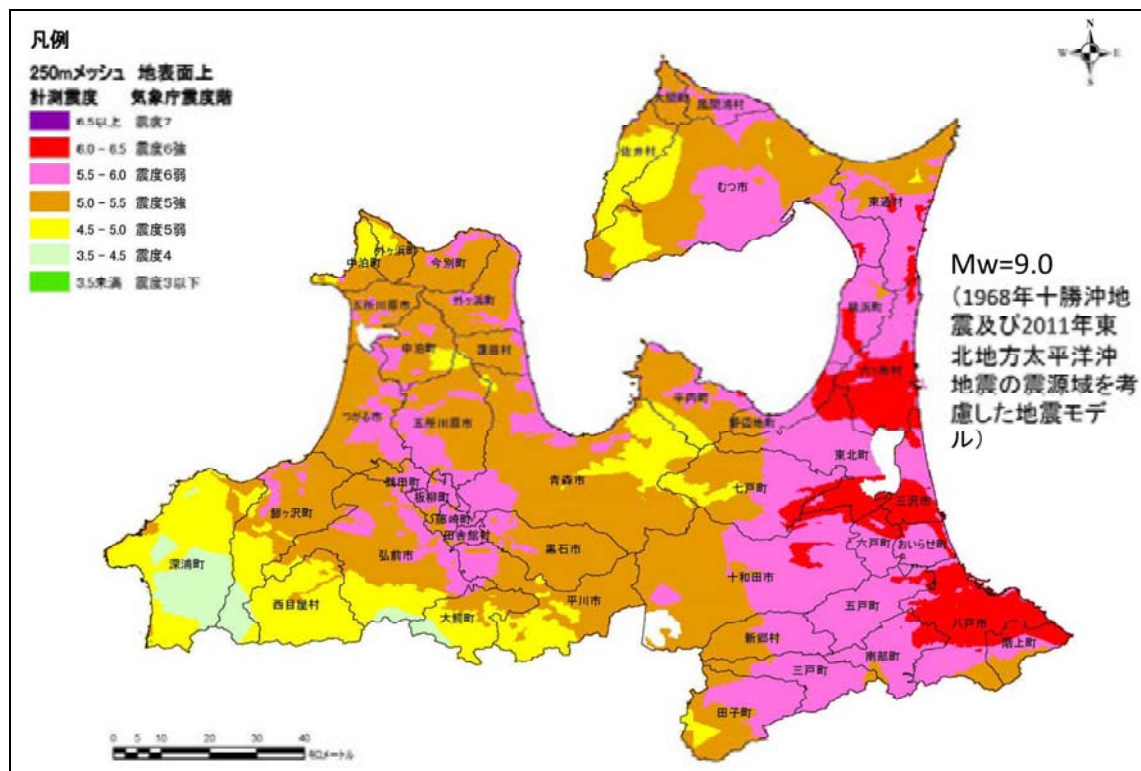 凡例
250mメッシュ 地表面上
計測震度 気象庁震度階
6.5以上 震度7
6.0 - 6.5 震度6強
5.5 - 6.0 震度6弱
5.0 - 5.5 震度5強
4.5 - 5.0 震度5弱
3.5 - 4.5 震度4
3.5未満 震度3以下
N
W E
S
大間町
風間浦村
佐井村
むつ市
東通村
外ヶ浜町
中泊町
今別町
五所川原市
外ヶ浜町
中泊町
蓬田村
横浜町
六ヶ所村
Mw=9.0
(1968年十勝沖地
震及び2011年東
北地方太平洋沖
地震の震源域を考
慮した地震モデ
ル)
つがる市
五所川原市
平内町
野辺地町
東北町
青森市
七戸町
三沢市
鶴田町
板柳町
藤崎町
田舎館村
鰺ヶ沢町
弘前市
黒石市
六戸町
おいらせ町
深浦町
西目屋村
大鰐町
平川市
十和田市
五戸町
八戸市
新郷村
南部町
階上町
三戸町
田子町
0 5 10 20 30 40
キロメートル